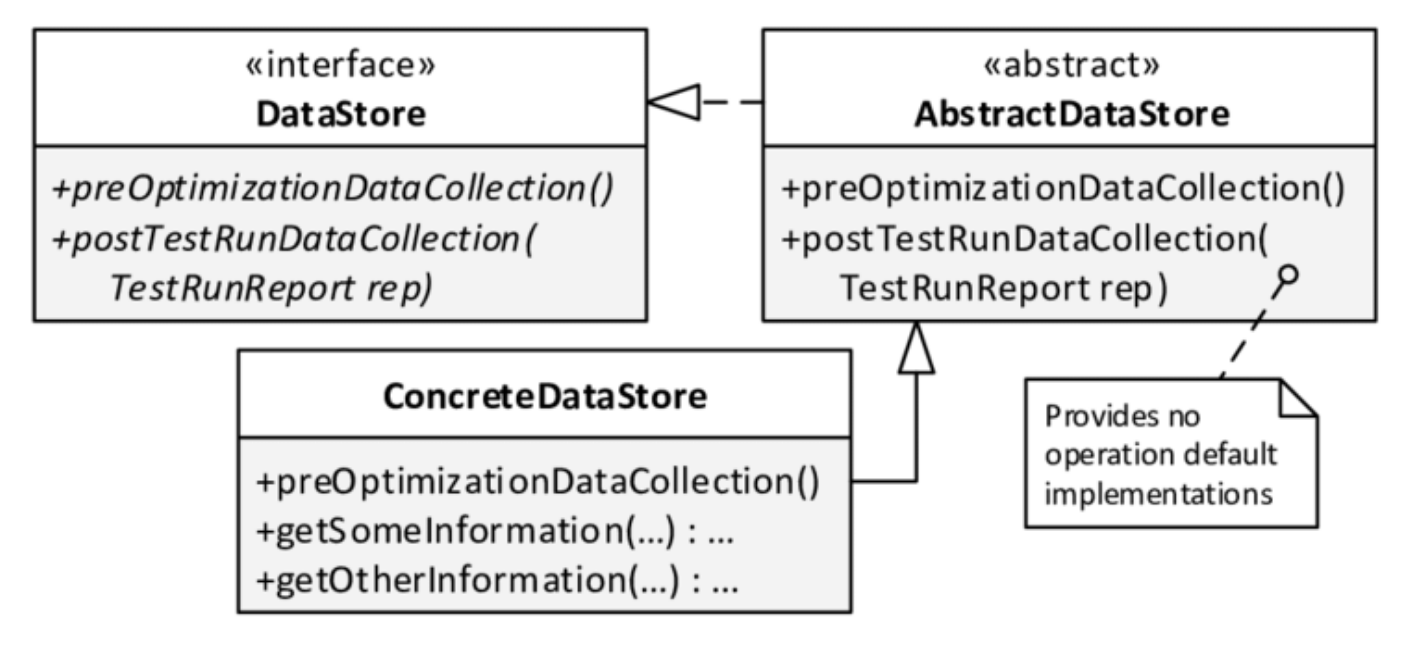 «interface»
DataStore
+preOptimizationDataCollection()
+postTestRunDataCollection(
TestRunReport rep)
«abstract»
AbstractDataStore
+preOptimizationDataCollection()
+postTestRunDataCollection(
TestRunReport rep)
ConcreteDataStore
+preOptimizationDataCollection()
+getSomeInformation(...) : ...
+getOtherInformation(...) : ...
Provides no
operation default
implementations